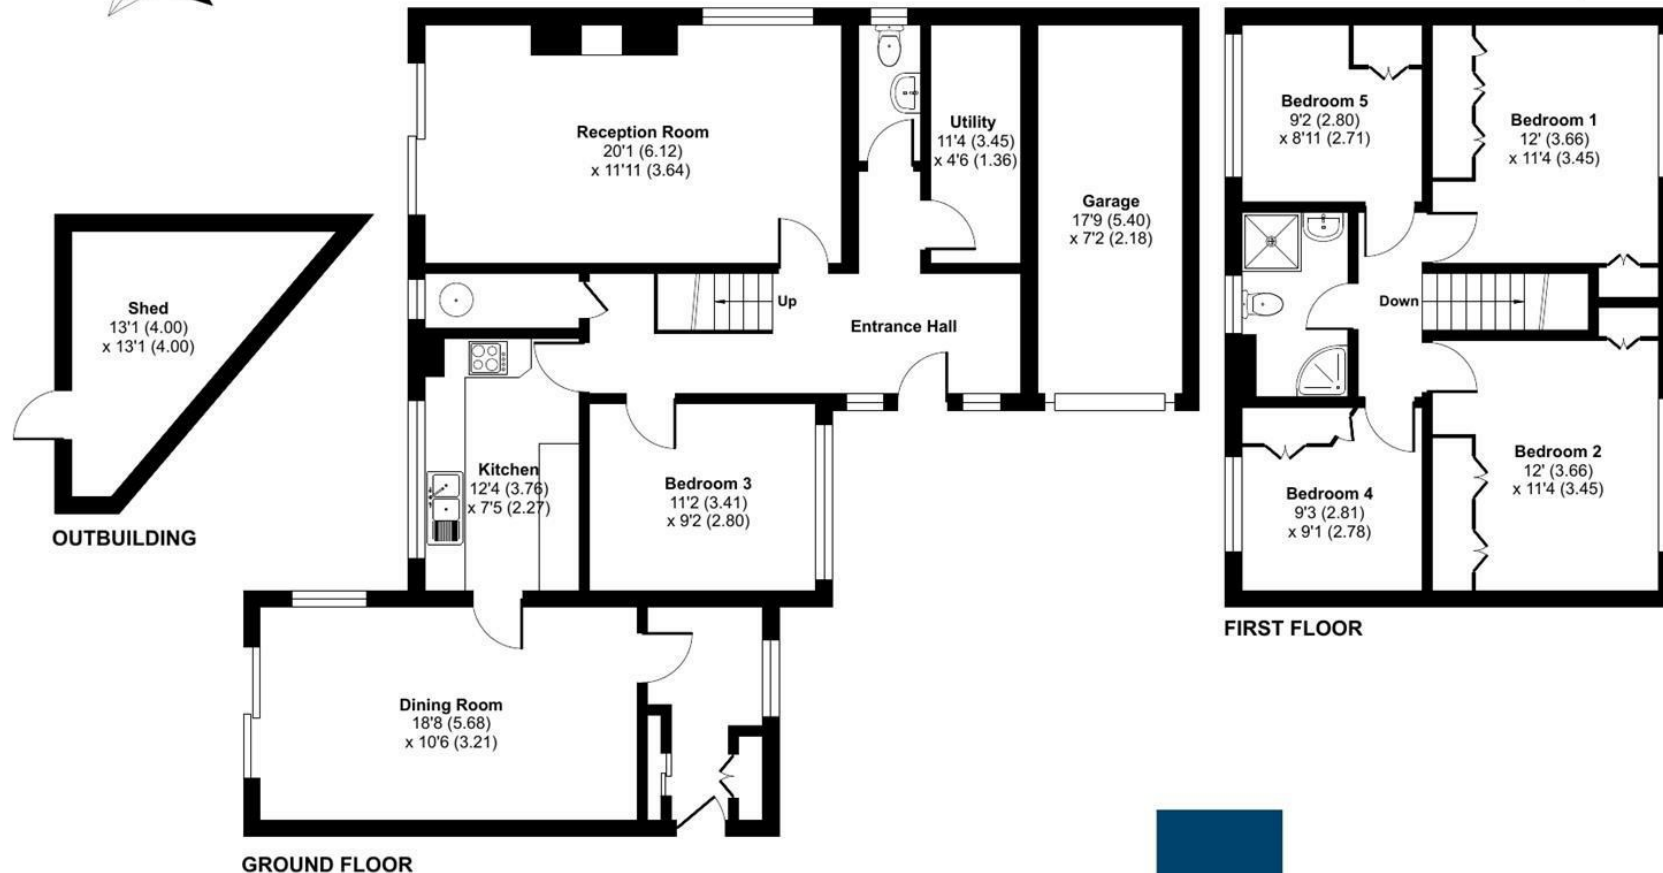 Reception Room
20'1 (6.12)
x 11'11 (3.64)
Utility
11'4 (3.45)
x 4'6 (1.36)
Garage
17'9 (5.40)
x 7'2 (2.18)
Bedroom 5
9'2 (2.80)
x 8'11 (2.71)
Bedroom 1
12' (3.66)
x 11'4 (3.45)
Shed
13'1 (4.00)
x 13'1 (4.00)
Up
Entrance Hall
Down
Kitchen
12'4 (3.76)
x 7'5 (2.27)
Bedroom 3
11'2 (3.41)
x 9'2 (2.80)
Bedroom 4
9'3 (2.81)
x 9'1 (2.78)
Bedroom 2
12' (3.66)
x 11'4 (3.45)
OUTBUILDING
Dining Room
18'8 (5.68)
x 10'6 (3.21)
FIRST FLOOR
GROUND FLOOR